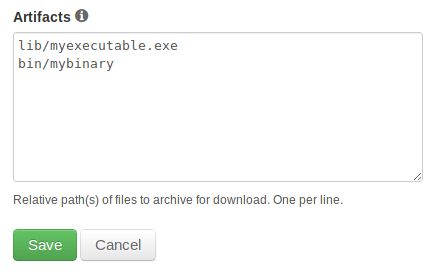 Artifacts
lib/myexecutable.exe
bin/mybinary
Relative path(s) of files to archive for download. One per line.
Save Cancel